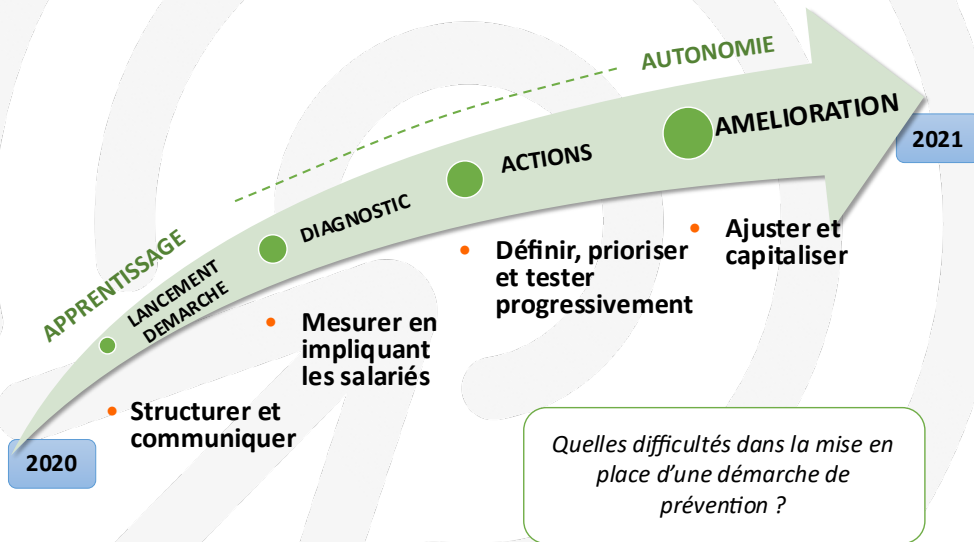 AUTONOMIE
AMELIORATION
2021
ACTIONS
DIAGNOSTIC
APPRENTISSAGE
LANCEMENT
DEMARCHE
• Ajuster et
capitaliser
• Définir, prioriser
et tester
progressivement
• Mesurer en
impliquant
les salariés
• Structurer et
communiquer
2020
Quelles difficultés dans la mise en
place d’une démarche de
prévention ?